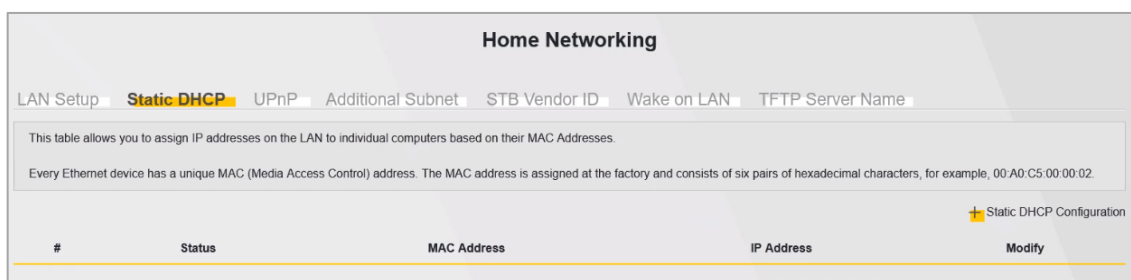 Home Networking
LAN Setup Static DHCP UPnP Additional Subnet STB Vendor ID Wake on LAN TFTP Server Name
This table allows you to assign IP addresses on the LAN to individual computers based on their MAC Addresses.
Every Ethernet device has a unique MAC (Media Access Control) address. The MAC address is assigned at the factory and consists of six pairs of hexadecimal characters, for example, 00:A0:C5:00:00:02.
+ Static DHCP Configuration
# Status MAC Address IP Address Modify